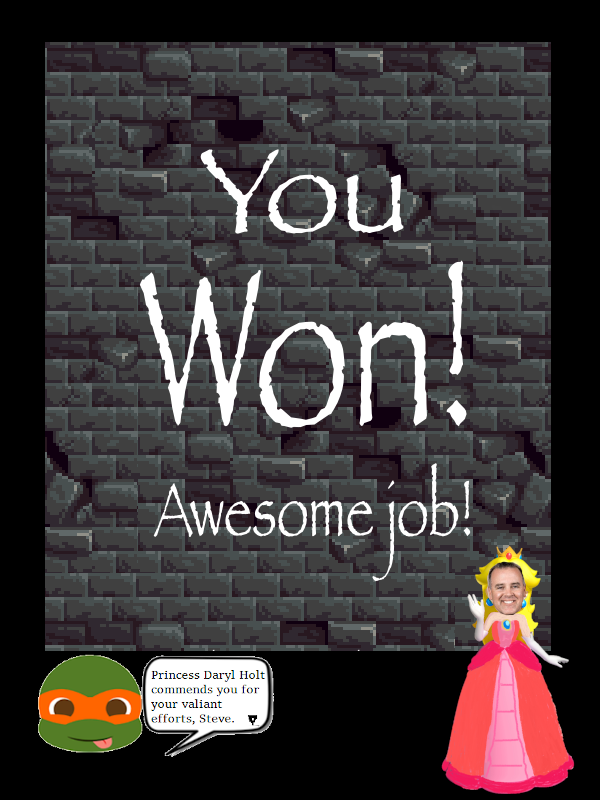 You
Won!
Awesome job!
Princess Daryl Holt
commends you for
your valiant
efforts, Steve.